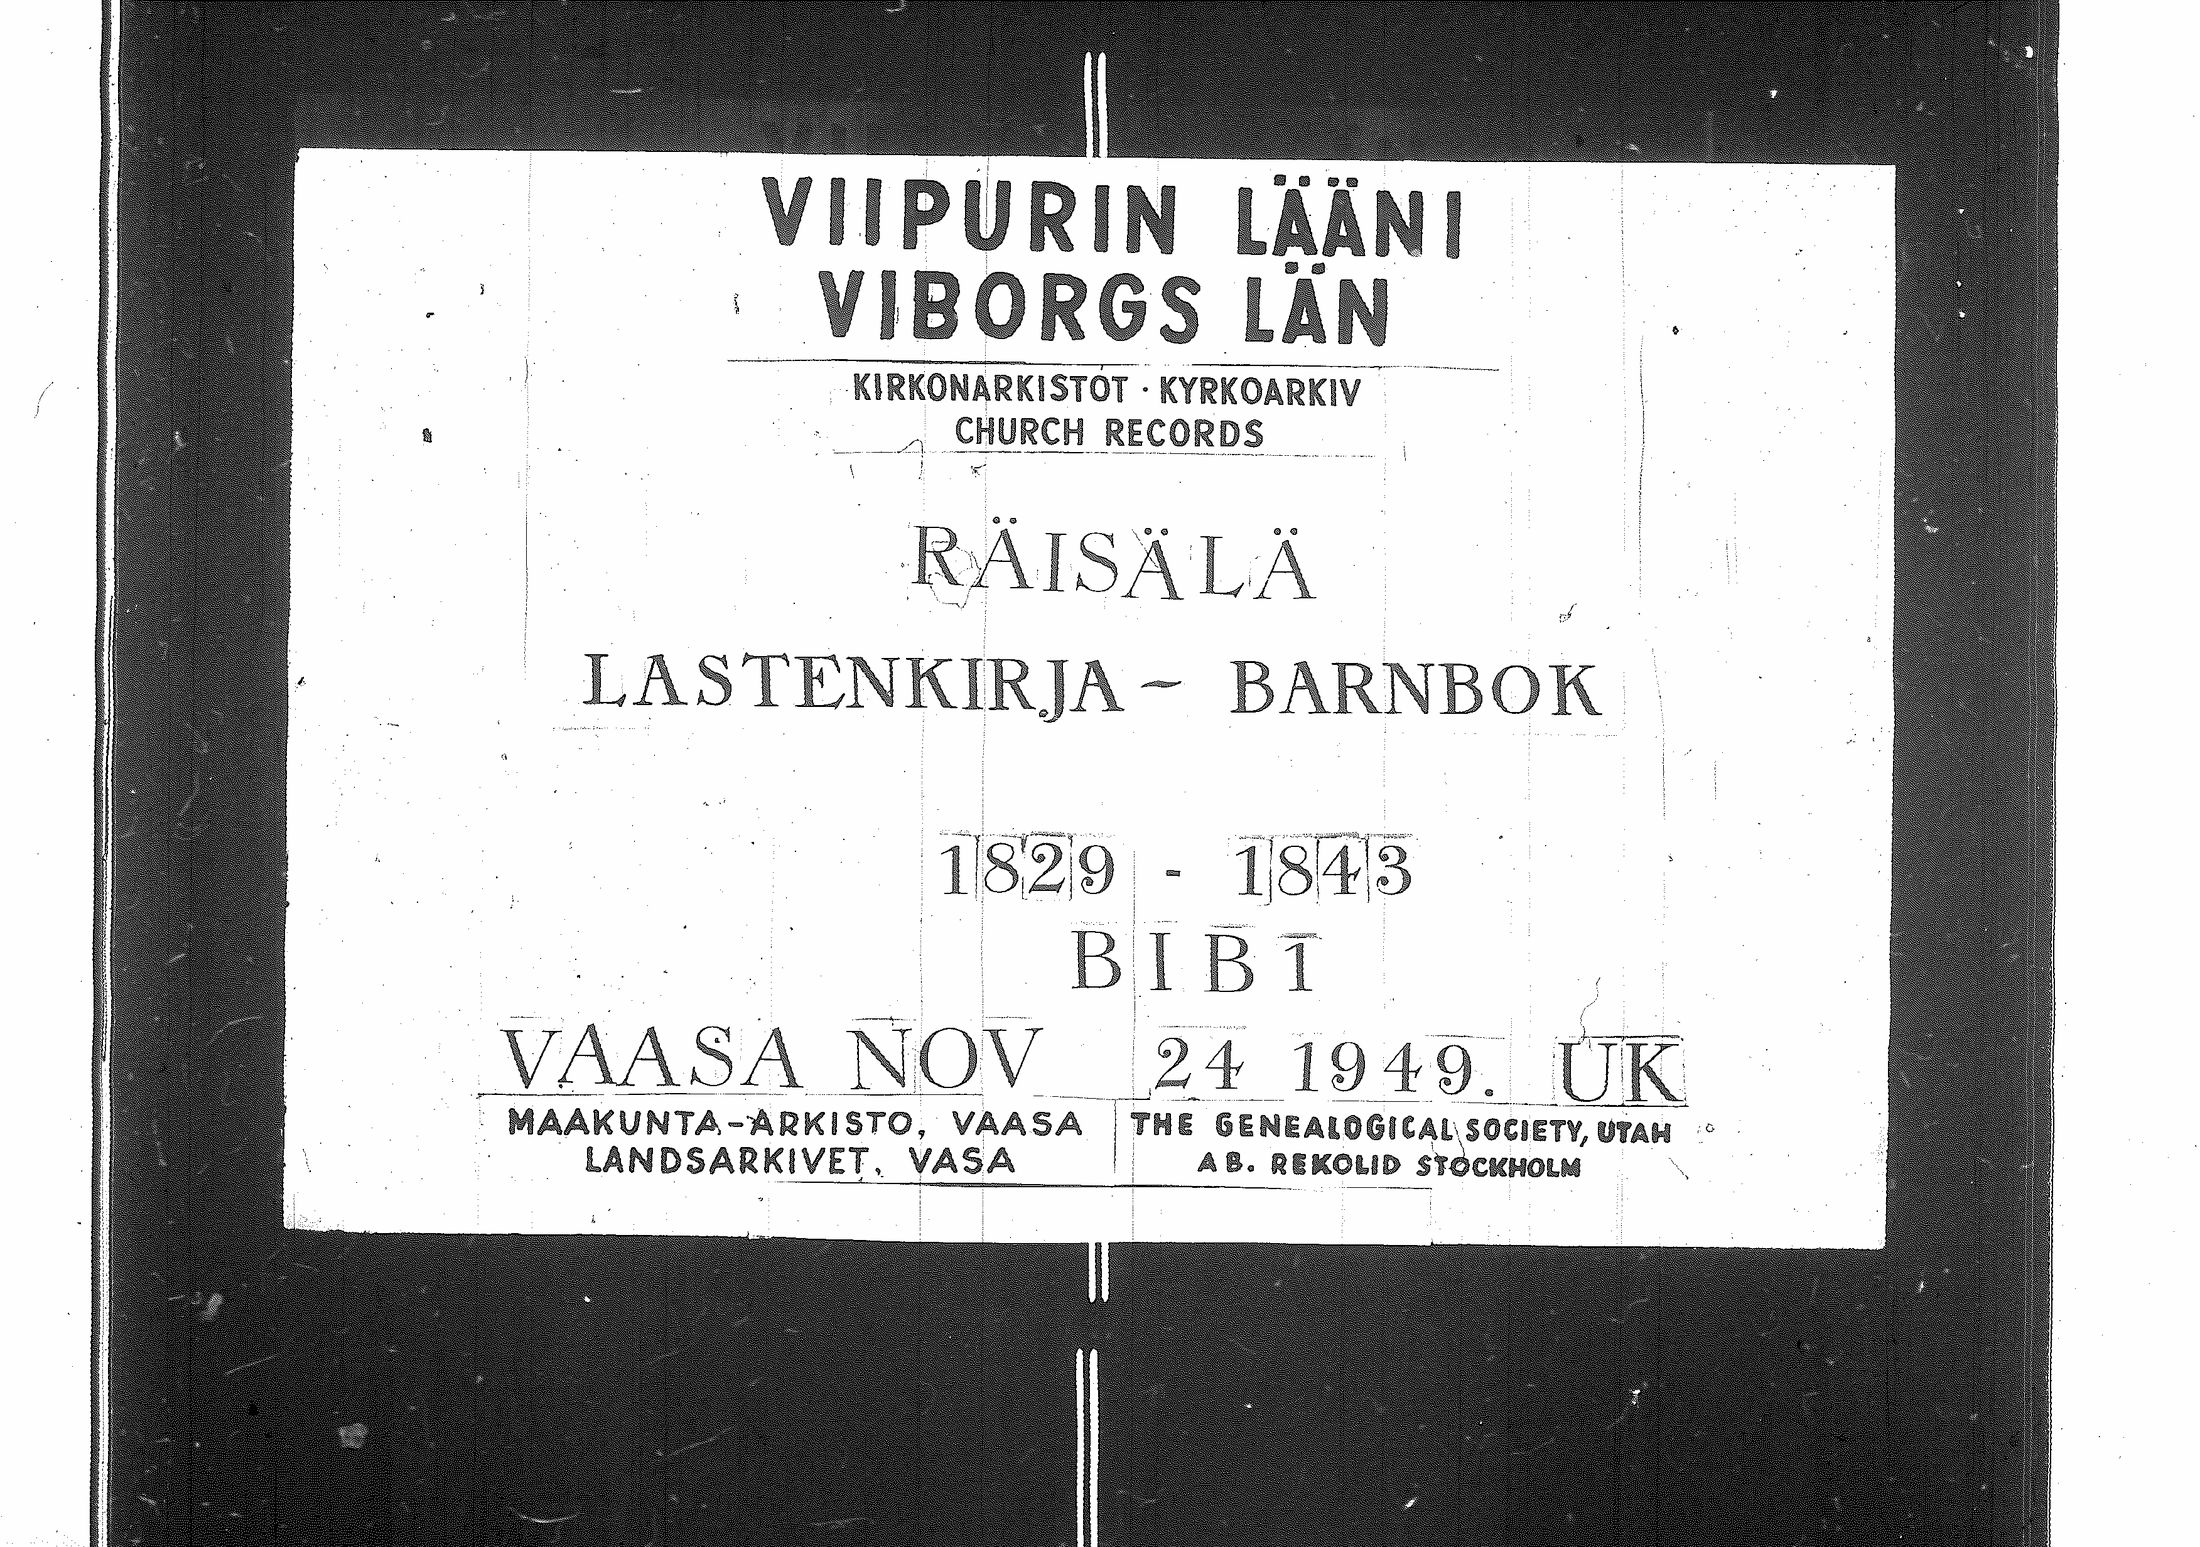 VIIPURIN LÄÄNI
VIBORGS LÄN
KIRKONARKISTOT · KYRKOARKIV
CHURCH RECORDS
RÄISÄLÄ
LASTENKIRJA - BARNBOK
1829 - 1843
BIB1
VAASA NOV 24 1949. UK
MAAKUNTA-ARKISTO, VAASA
LANDSARKIVET, VASA
THE GENEALOGICAL SOCIETY, UTAH
AB. REKOLID STOCKHOLM